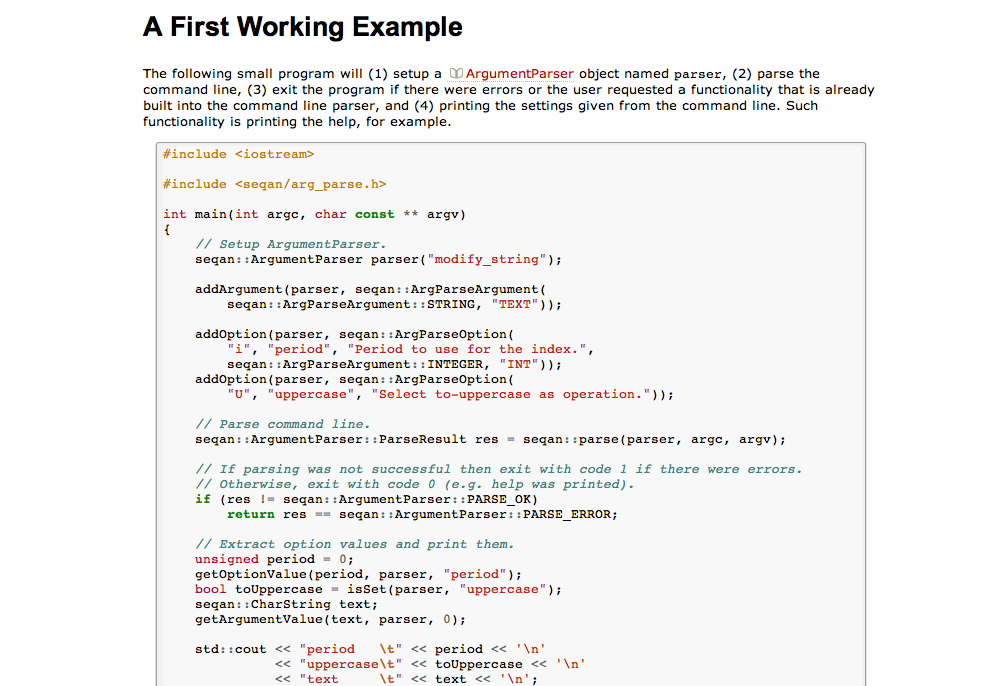 A First Working Example
The following small program will (1) setup a ArgumentParser object named parser, (2) parse the
command line, (3) exit the program if there were errors or the user requested a functionality that is already
built into the command line parser, and (4) printing the settings given from the command line. Such
functionality is printing the help, for example.
#include <iostream>
#include <seqan/arg_parse.h>
int main(int argc, char const ** argv)
{
    // Setup ArgumentParser.
    seqan::ArgumentParser parser("modify_string");
    addArgument(parser, seqan::ArgParseArgument(
        seqan::ArgParseArgument::STRING, "TEXT"));
    addOption(parser, seqan::ArgParseOption(
        "i", "period", "Period to use for the index.",
        seqan::ArgParseArgument::INTEGER, "INT"));
    addOption(parser, seqan::ArgParseOption(
        "U", "uppercase", "Select to-uppercase as operation."));
    // Parse command line.
    seqan::ArgumentParser::ParseResult res = seqan::parse(parser, argc, argv);
    // If parsing was not successful then exit with code 1 if there were errors.
    // Otherwise, exit with code 0 (e.g. help was printed).
    if (res != seqan::ArgumentParser::PARSE_OK)
        return res == seqan::ArgumentParser::PARSE_ERROR;
    // Extract option values and print them.
    unsigned period = 0;
    getOptionValue(period, parser, "period");
    bool toUppercase = isSet(parser, "uppercase");
    seqan::CharString text;
    getArgumentValue(text, parser, 0);
    std::cout << "period   \t" << period << '\n'
              << "uppercase\t" << toUppercase << '\n'
              << "text     \t" << text << '\n';